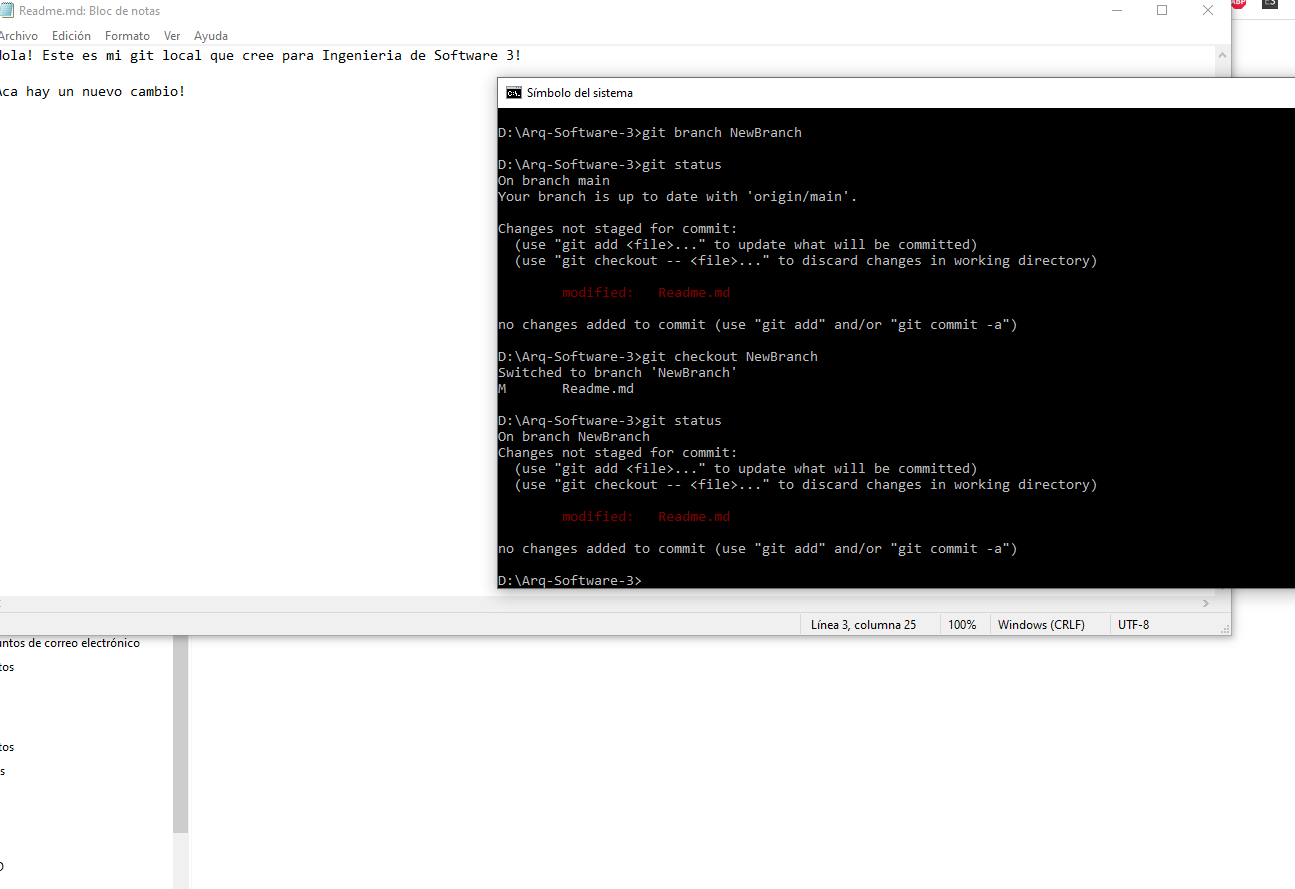 Readme.md: Bloc de notas
Archivo Edición Formato Ver Ayuda
Hola! Este es mi git local que cree para Ingenieria de Software 3!
Aca hay un nuevo cambio!
Símbolo del sistema
D:\Arq-Software-3>git branch NewBranch
D:\Arq-Software-3>git status
On branch main
Your branch is up to date with 'origin/main'.
Changes not staged for commit:
(use "git add <file>..." to update what will be committed)
(use "git checkout -- <file>..." to discard changes in working directory)
modified: Readme.md
no changes added to commit (use "git add" and/or "git commit -a")
D:\Arq-Software-3>git checkout NewBranch
Switched to branch 'NewBranch'
M Readme.md
D:\Arq-Software-3>git status
On branch NewBranch
Changes not staged for commit:
(use "git add <file>..." to update what will be committed)
(use "git checkout -- <file>..." to discard changes in working directory)
modified: Readme.md
no changes added to commit (use "git add" and/or "git commit -a")
D:\Arq-Software-3>
Línea 3, columna 25 100% Windows (CRLF) UTF-8
de correo electrónico